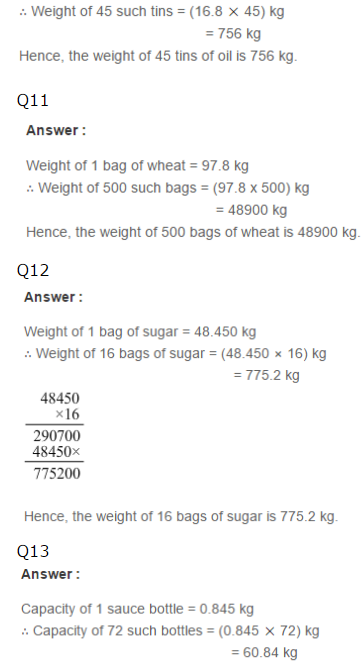 ∴ Weight of 45 such tins = (16.8 × 45) kg
= 756 kg
Hence, the weight of 45 tins of oil is 756 kg.
Q11
Answer :
Weight of 1 bag of wheat = 97.8 kg
∴ Weight of 500 such bags = (97.8 x 500) kg
= 48900 kg
Hence, the weight of 500 bags of wheat is 48900 kg.
Q12
Answer :
Weight of 1 bag of sugar = 48.450 kg
∴ Weight of 16 bags of sugar = (48.450 × 16) kg
= 775.2 kg
48450
×16
290700
48450×
775200
Hence, the weight of 16 bags of sugar is 775.2 kg.
Q13
Answer :
Capacity of 1 sauce bottle = 0.845 kg
∴ Capacity of 72 such bottles = (0.845 × 72) kg
= 60.84 kg